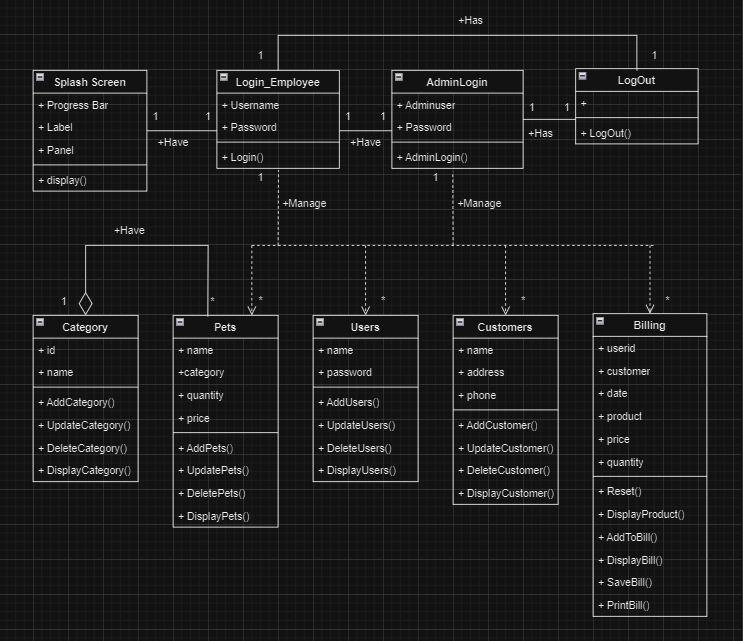 +Has
1
1
Splash Screen
+ Progress Bar
+ Label
+ Panel
+ display()
1
1
+Have
Login_Employee
+ Username
+ Password
+ Login()
1
1
+Have
AdminLogin
+ Adminuser
+ Password
+ AdminLogin()
1
1
+Has
LogOut
+
+ LogOut()
1
+Manage
1
+Manage
+Have
1
*
*
*
*
*
Category
+ id
+ name
+ AddCategory()
+ UpdateCategory()
+ DeleteCategory()
+ DisplayCategory()
Pets
+ name
+category
+ quantity
+ price
+ AddPets()
+ UpdatePets()
+ DeletePets()
+ DisplayPets()
Users
+ name
+ password
+ AddUsers()
+ UpdateUsers()
+ DeleteUsers()
+ DisplayUsers()
Customers
+ name
+ address
+ phone
+ AddCustomer()
+ UpdateCustomer()
+ DeleteCustomer()
+ DisplayCustomer()
Billing
+ userid
+ customer
+ date
+ product
+ price
+ quantity
+ Reset()
+ DisplayProduct()
+ AddToBill()
+ DisplayBill()
+ SaveBill()
+ PrintBill()